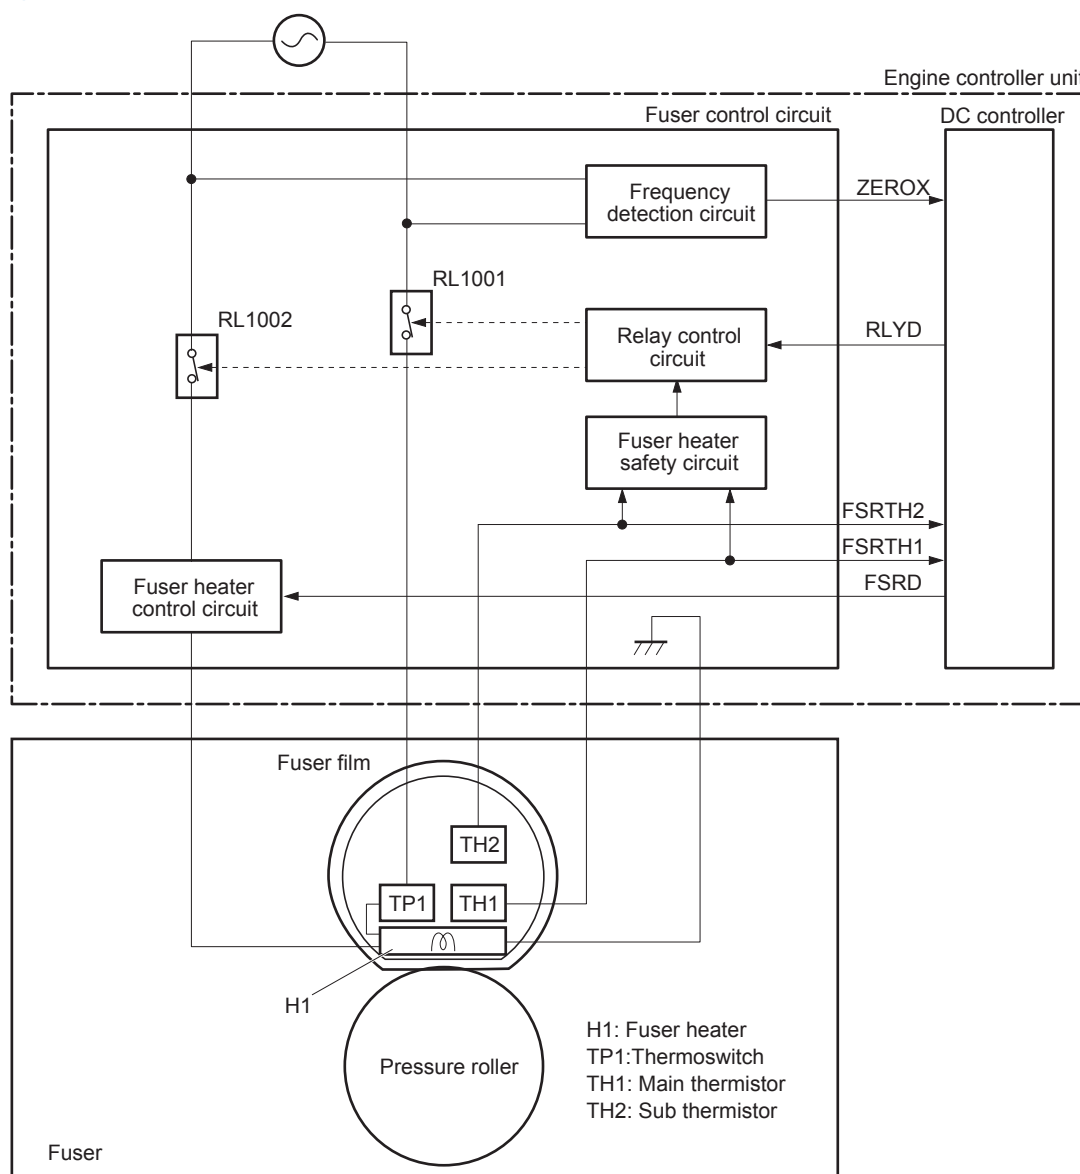 Engine controller unit
Fuser control circuit
DC controller
Frequency
detection circuit
ZEROX
RL1001
RL1002
Relay control
circuit
RLYD
Fuser heater
safety circuit
FSRTH2
FSRTH1
Fuser heater
control circuit
FSRD
Fuser film
TH2
TP1
TH1
H1
Pressure roller
H1: Fuser heater
TP1:Thermoswitch
TH1: Main thermistor
TH2: Sub thermistor
Fuser